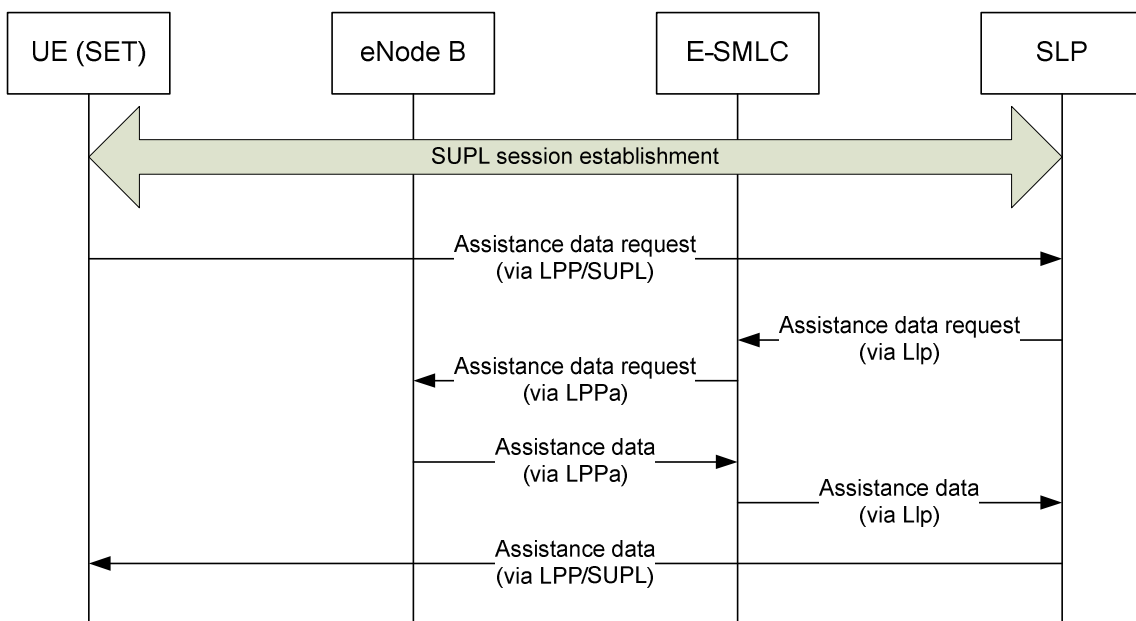 UE (SET)
eNode B
E-SMLC
SLP
SUPL session establishment
Assistance data request
(via LPP/SUPL)
Assistance data request
(via Llp)
Assistance data request
(via LPPa)
Assistance data
(via LPPa)
Assistance data
(via Llp)
Assistance data
(via LPP/SUPL)